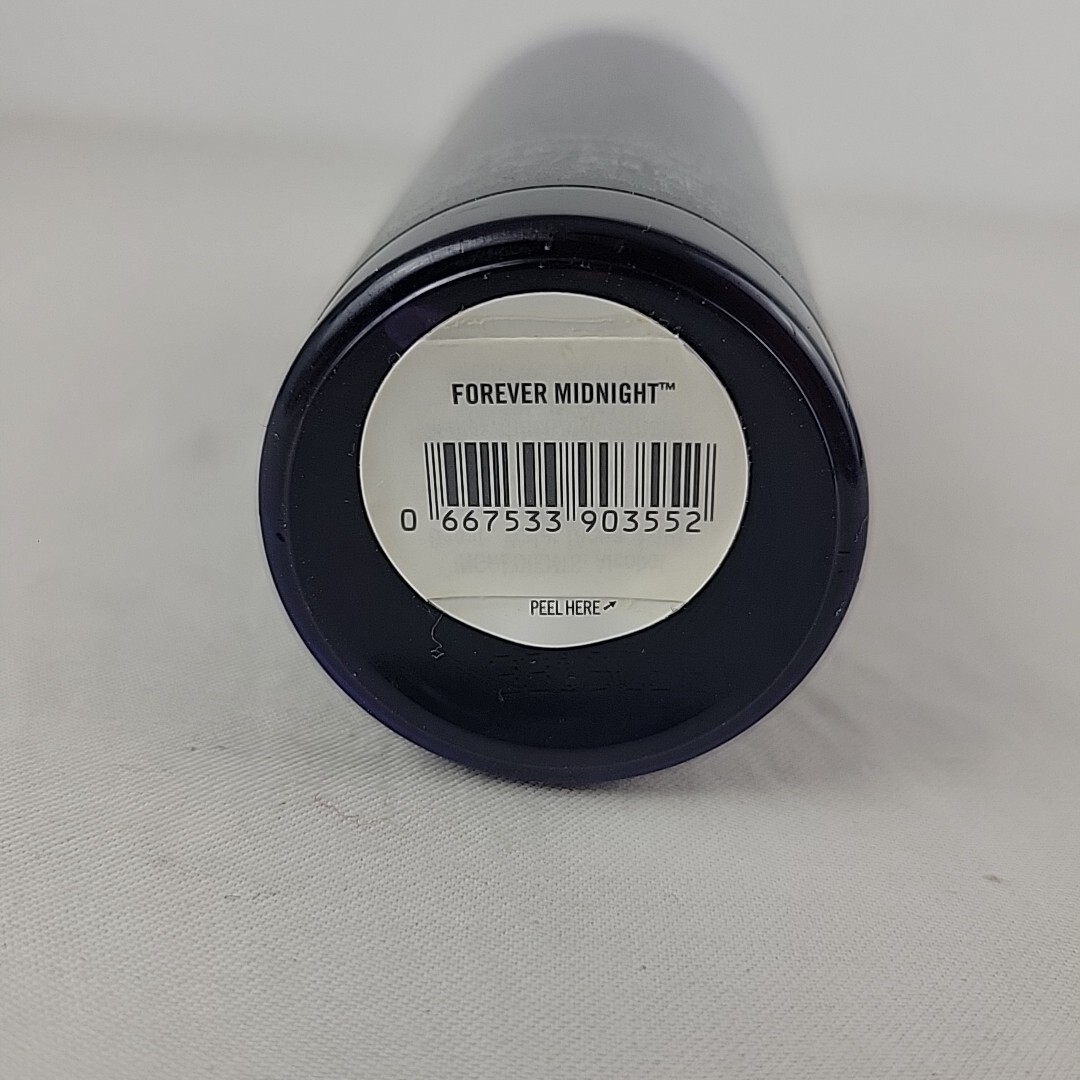 FOREVER MIDNIGHT™
0 667533 903552
PEEL HERE ↗